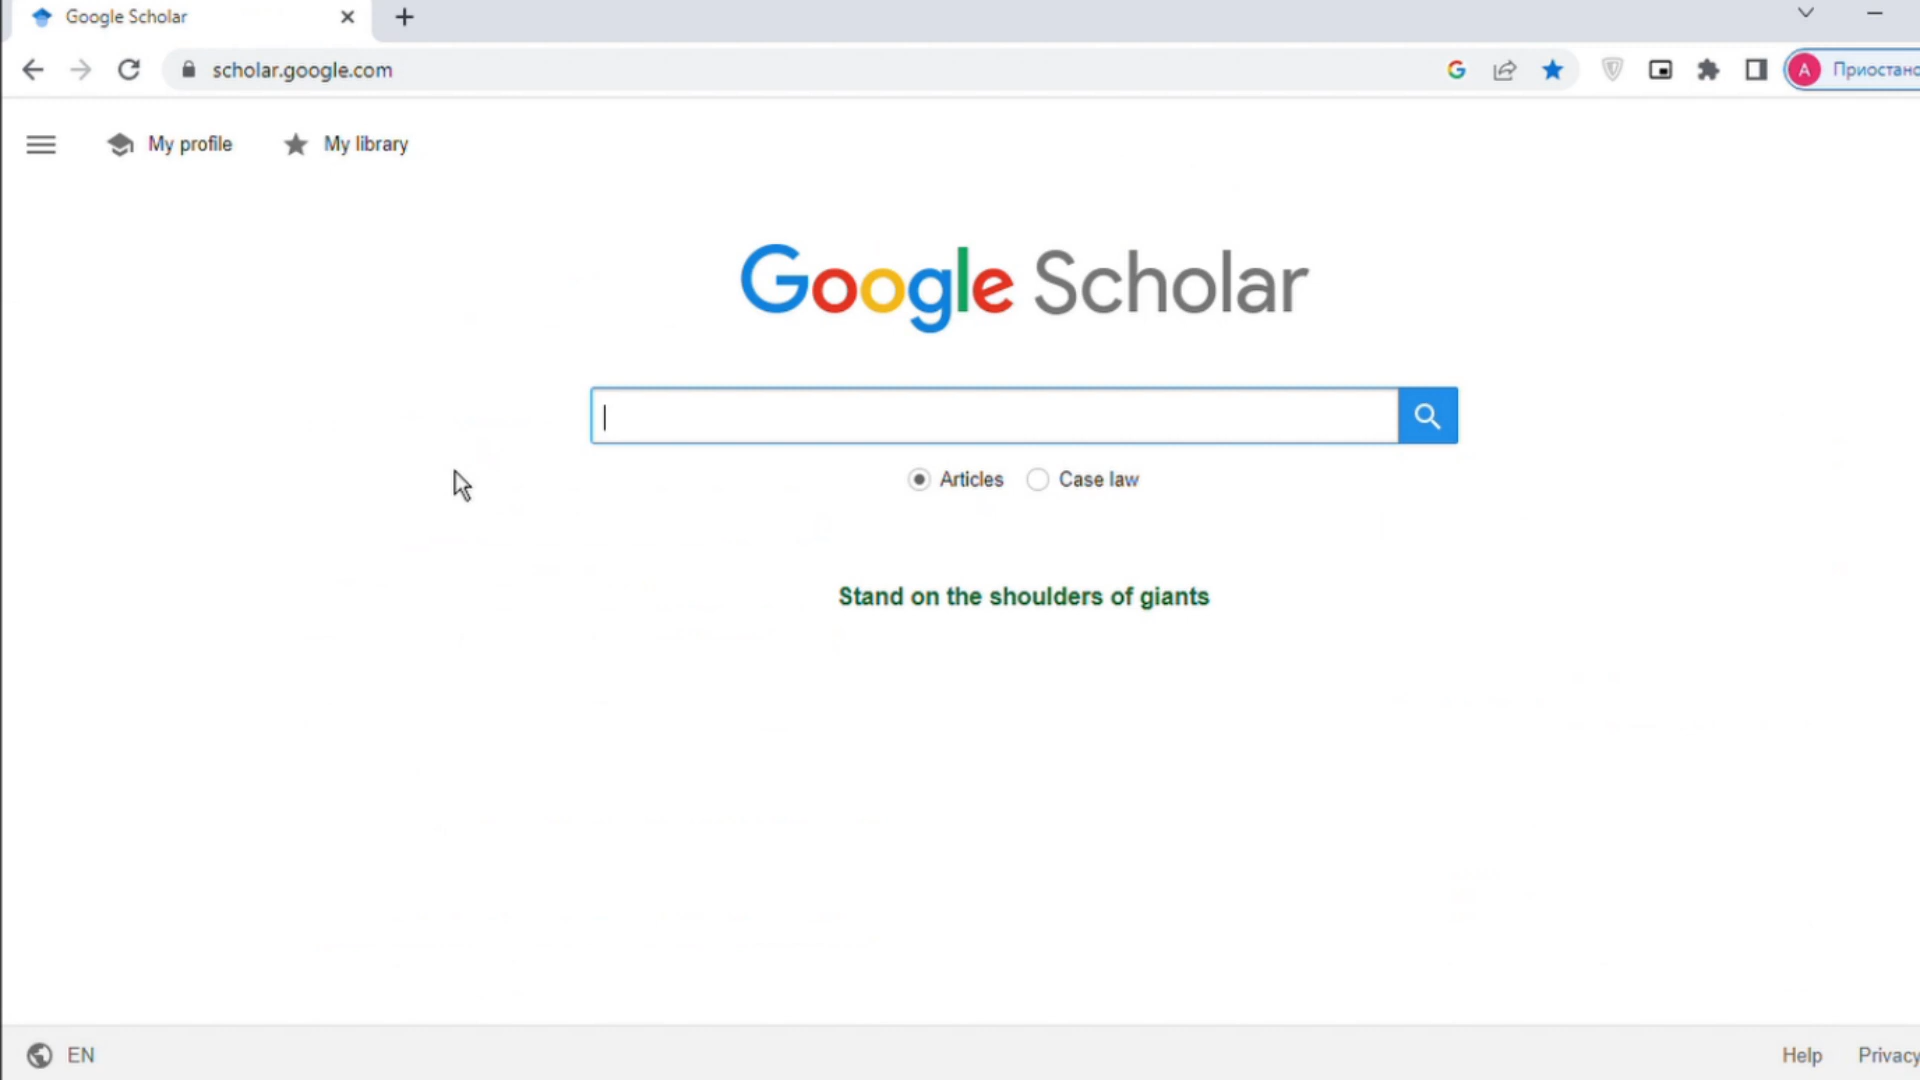 Google Scholar
scholar.google.com
A
My profile
My library
Google Scholar
Articles
Case law
Stand on the shoulders of giants
EN
Help
Privacy